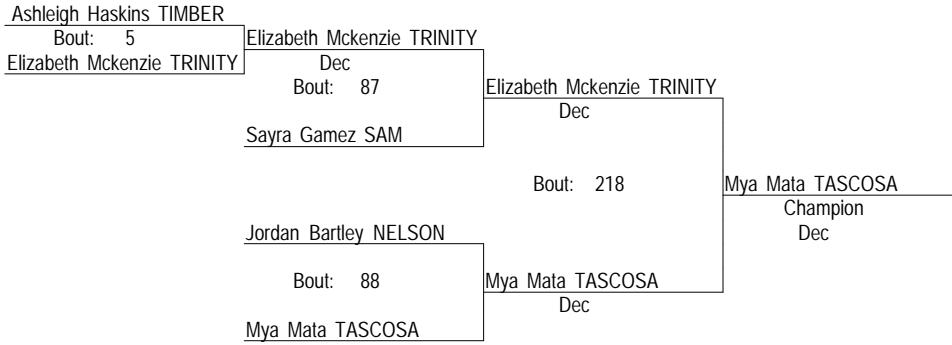 Ashleigh Haskins TIMBER
Bout: 5
Elizabeth Mckenzie TRINITY
Elizabeth Mckenzie TRINITY
Dec
Bout: 87
Sayra Gamez SAM
Elizabeth Mckenzie TRINITY
Dec
Bout: 218
Mya Mata TASCOSA
Champion
Dec
Jordan Bartley NELSON
Bout: 88
Mya Mata TASCOSA
Mya Mata TASCOSA
Dec